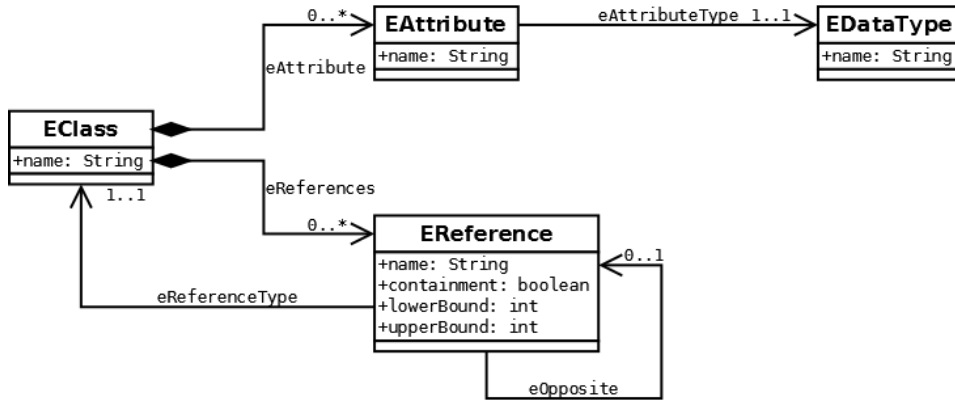 0..*
EAttribute
+name: String
eAttributeType 1..1
EDataType
+name: String
eAttribute
EClass
+name: String
1..1
eReferences
0..*
EReference
+name: String
+containment: boolean
+lowerBound: int
+upperBound: int
0..1
eReferenceType
eOpposite